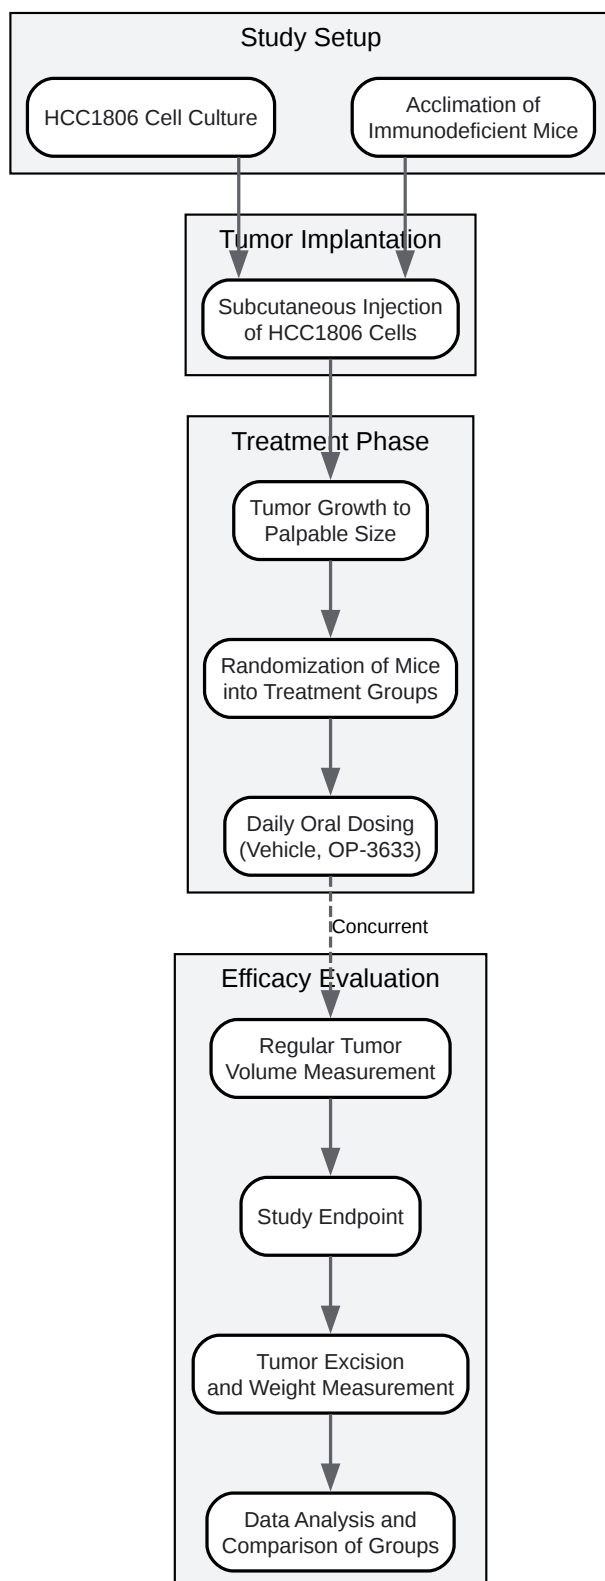 Study Setup
HCC1806 Cell Culture
Acclimation of
Immunodeficient Mice
Tumor Implantation
Subcutaneous Injection
of HCC1806 Cells
Treatment Phase
Tumor Growth to
Palpable Size
Randomization of Mice
into Treatment Groups
Daily Oral Dosing
(Vehicle, OP-3633)
Concurrent
Efficacy Evaluation
Regular Tumor
Volume Measurement
Study Endpoint
Tumor Excision
and Weight Measurement
Data Analysis and
Comparison of Groups